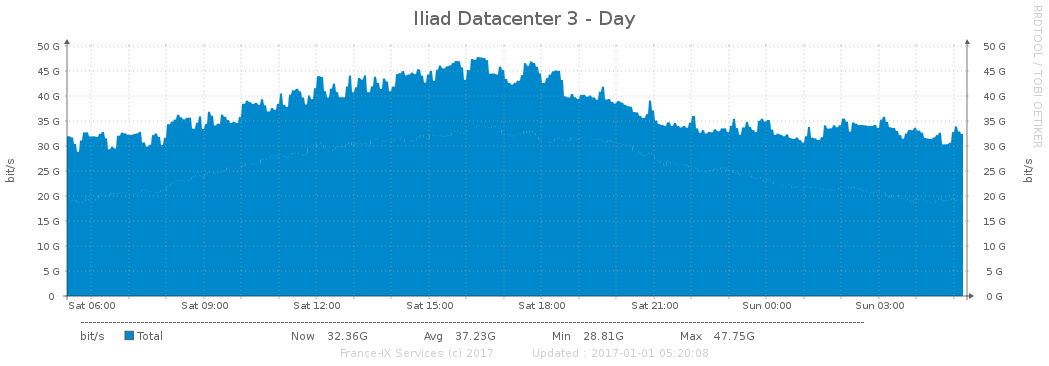 Iliad Datacenter 3 - Day
RRDTOOL / TOBI OETIKER
bit/s
50 G 50 G
45 G 45 G
40 G 40 G
35 G 35 G
30 G 30 G
25 G 25 G
20 G 20 G
15 G 15 G
10 G 10 G
5 G 5 G
0 0 G
bit/s
Sat 06:00 Sat 09:00 Sat 12:00 Sat 15:00 Sat 18:00 Sat 21:00 Sun 00:00 Sun 03:00
bit/s Total Now 32.36G Avg 37.23G Min 28.81G Max 47.75G
France-IX Services (c) 2017 Updated : 2017-01-01 05:20:08